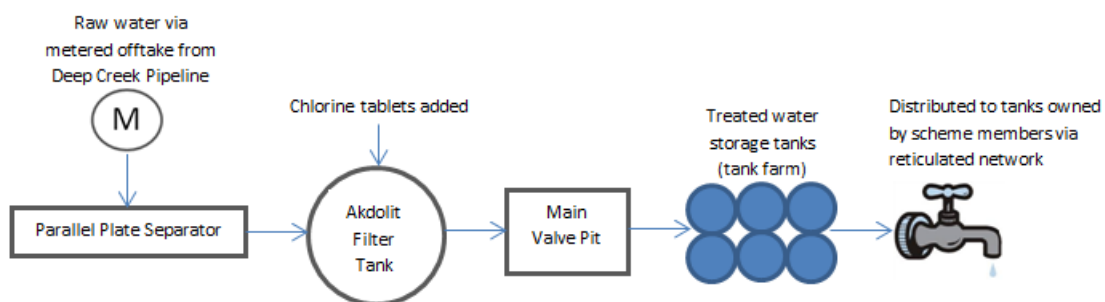 Raw water via
metered offtake from
Deep Creek Pipeline
M
Parallel Plate Separator
Chlorine tablets added
Akdolit
Filter
Tank
Main
Valve Pit
Treated water
storage tanks
(tank farm)
Distributed to tanks owned
by scheme members via
reticulated network